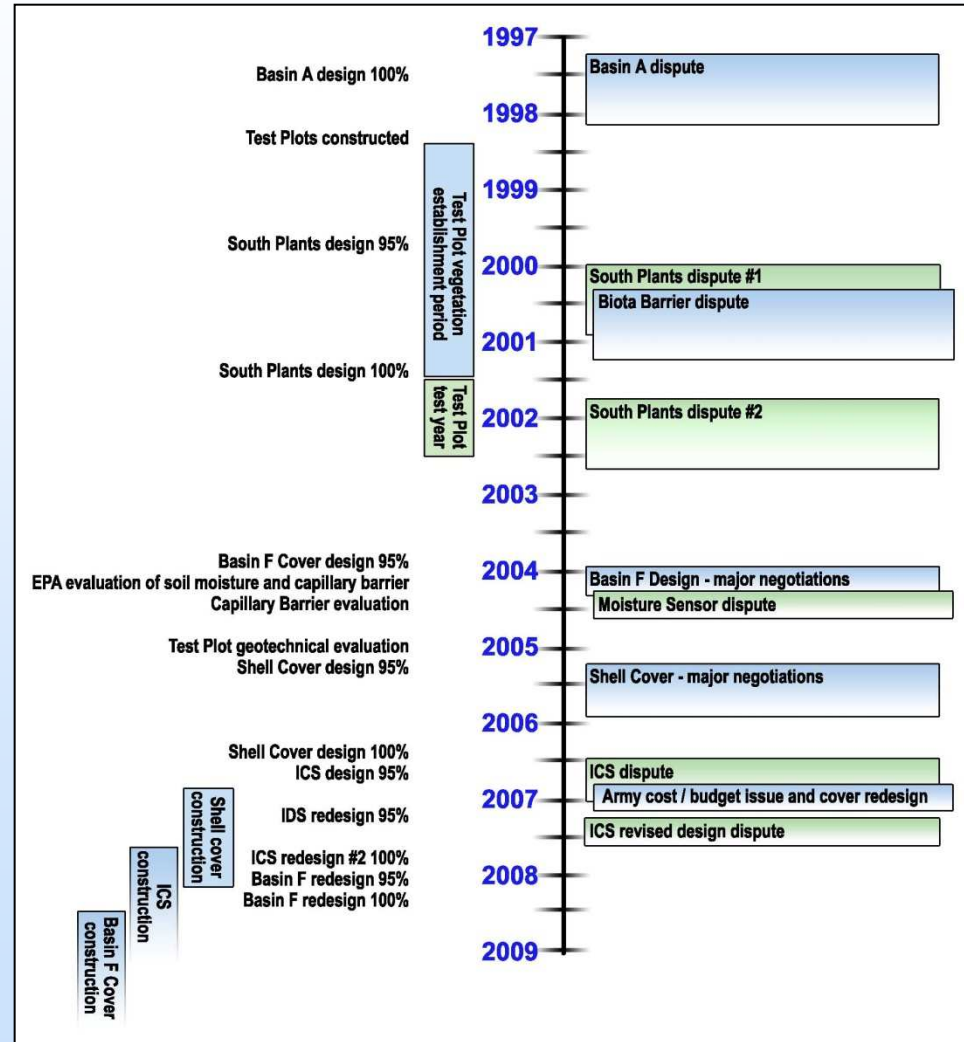 1997
Basin A design 100%
Basin A dispute
1998
Test Plots constructed
Test Plot vegetation
establishment period
1999
South Plants design 95%
2000
South Plants dispute #1
Biota Barrier dispute
2001
South Plants design 100%
Test Plot
test year
2002
South Plants dispute #2
2003
Basin F Cover design 95%
EPA evaluation of soil moisture and capillary barrier
Capillary Barrier evaluation
2004
Basin F Design - major negotiations
Moisture Sensor dispute
Test Plot geotechnical evaluation
Shell Cover design 95%
2005
Shell Cover - major negotiations
2006
Shell Cover design 100%
ICS design 95%
ICS dispute
2007
Army cost / budget issue and cover redesign
Shell cover
construction
IDS redesign 95%
ICS revised design dispute
ICS
construction
ICS redesign #2 100%
Basin F redesign 95%
Basin F redesign 100%
2008
Basin F Cover
construction
2009